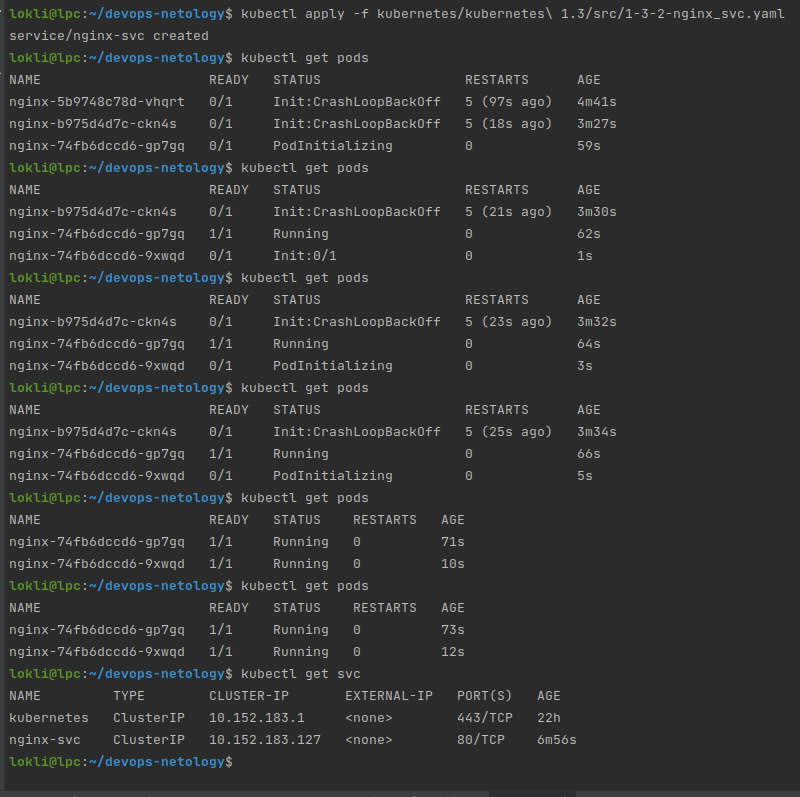 lokli@lpc:~/devops-netology$ kubectl apply -f kubernetes/kubernetes\ 1.3/src/1-3-2-nginx_svc.yaml
service/nginx-svc created
lokli@lpc:~/devops-netology$ kubectl get pods
NAME                     READY   STATUS                  RESTARTS      AGE
nginx-5b9748c78d-vhqrt   0/1     Init:CrashLoopBackOff   5 (97s ago)   4m41s
nginx-b975d4d7c-ckn4s    0/1     Init:CrashLoopBackOff   5 (18s ago)   3m27s
nginx-74fb6dccd6-gp7gq   0/1     PodInitializing         0             59s
lokli@lpc:~/devops-netology$ kubectl get pods
NAME                     READY   STATUS                  RESTARTS      AGE
nginx-b975d4d7c-ckn4s    0/1     Init:CrashLoopBackOff   5 (21s ago)   3m30s
nginx-74fb6dccd6-gp7gq   1/1     Running                 0             62s
nginx-74fb6dccd6-9xwqd   0/1     Init:0/1                0             1s
lokli@lpc:~/devops-netology$ kubectl get pods
NAME                     READY   STATUS                  RESTARTS      AGE
nginx-b975d4d7c-ckn4s    0/1     Init:CrashLoopBackOff   5 (23s ago)   3m32s
nginx-74fb6dccd6-gp7gq   1/1     Running                 0             64s
nginx-74fb6dccd6-9xwqd   0/1     PodInitializing         0             3s
lokli@lpc:~/devops-netology$ kubectl get pods
NAME                     READY   STATUS                  RESTARTS      AGE
nginx-b975d4d7c-ckn4s    0/1     Init:CrashLoopBackOff   5 (25s ago)   3m34s
nginx-74fb6dccd6-gp7gq   1/1     Running                 0             66s
nginx-74fb6dccd6-9xwqd   0/1     PodInitializing         0             5s
lokli@lpc:~/devops-netology$ kubectl get pods
NAME                     READY   STATUS    RESTARTS   AGE
nginx-74fb6dccd6-gp7gq   1/1     Running   0          71s
nginx-74fb6dccd6-9xwqd   1/1     Running   0          10s
lokli@lpc:~/devops-netology$ kubectl get pods
NAME                     READY   STATUS    RESTARTS   AGE
nginx-74fb6dccd6-gp7gq   1/1     Running   0          73s
nginx-74fb6dccd6-9xwqd   1/1     Running   0          12s
lokli@lpc:~/devops-netology$ kubectl get svc
NAME         TYPE        CLUSTER-IP       EXTERNAL-IP   PORT(S)   AGE
kubernetes   ClusterIP   10.152.183.1     <none>        443/TCP   22h
nginx-svc    ClusterIP   10.152.183.127   <none>        80/TCP    6m56s
lokli@lpc:~/devops-netology$